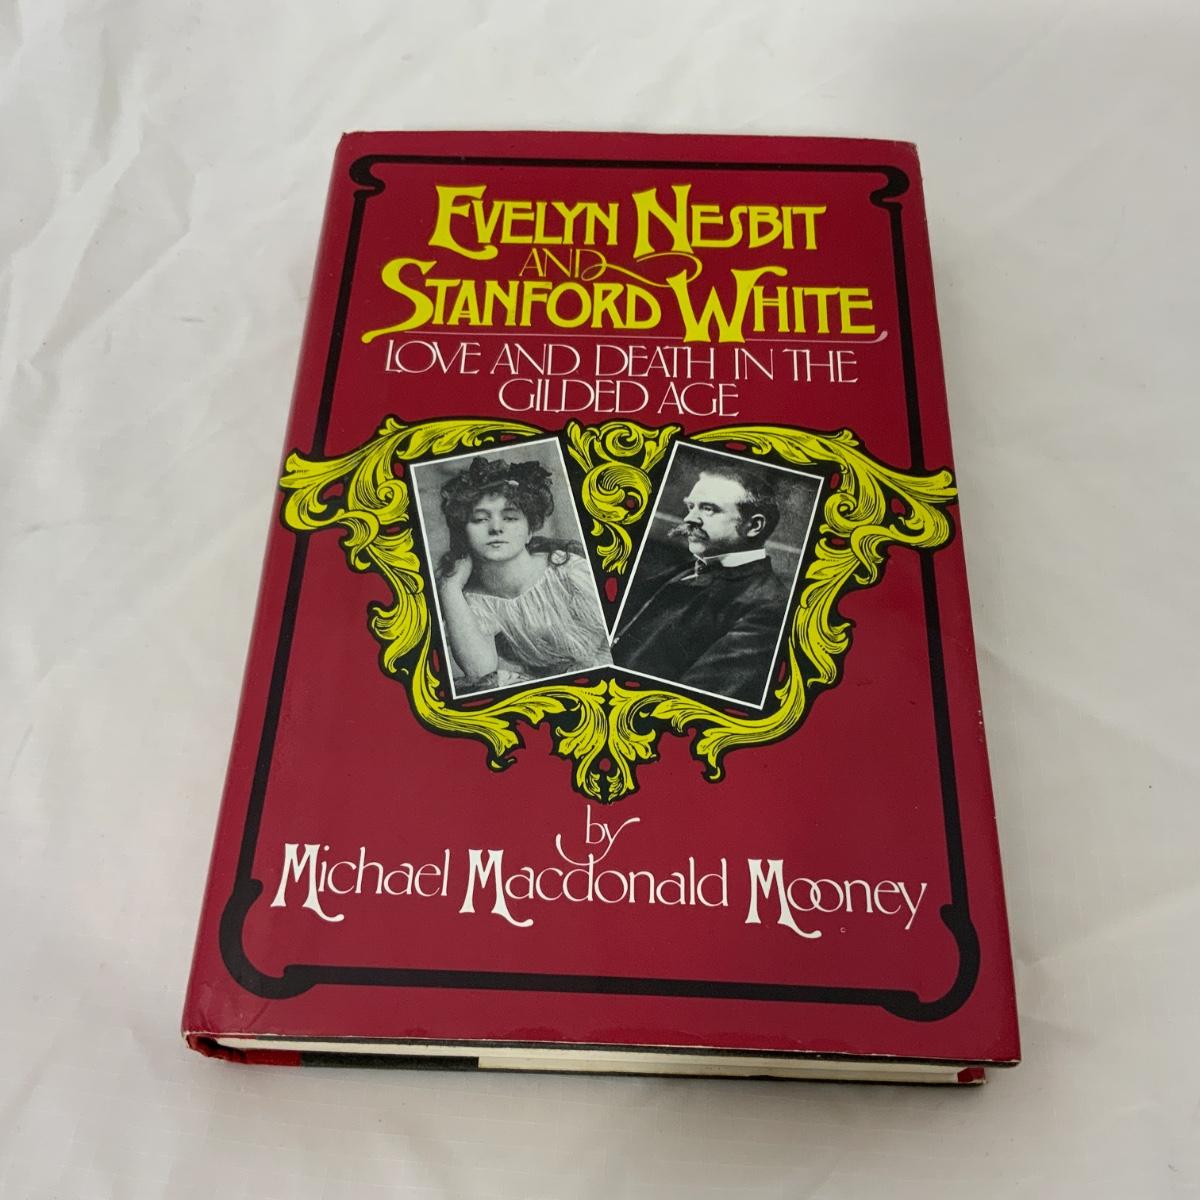 EVELYN NESBIT
AND
STANFORD WHITE
LOVE AND DEATH IN THE
GILDED AGE
by
Michael Macdonald Mooney